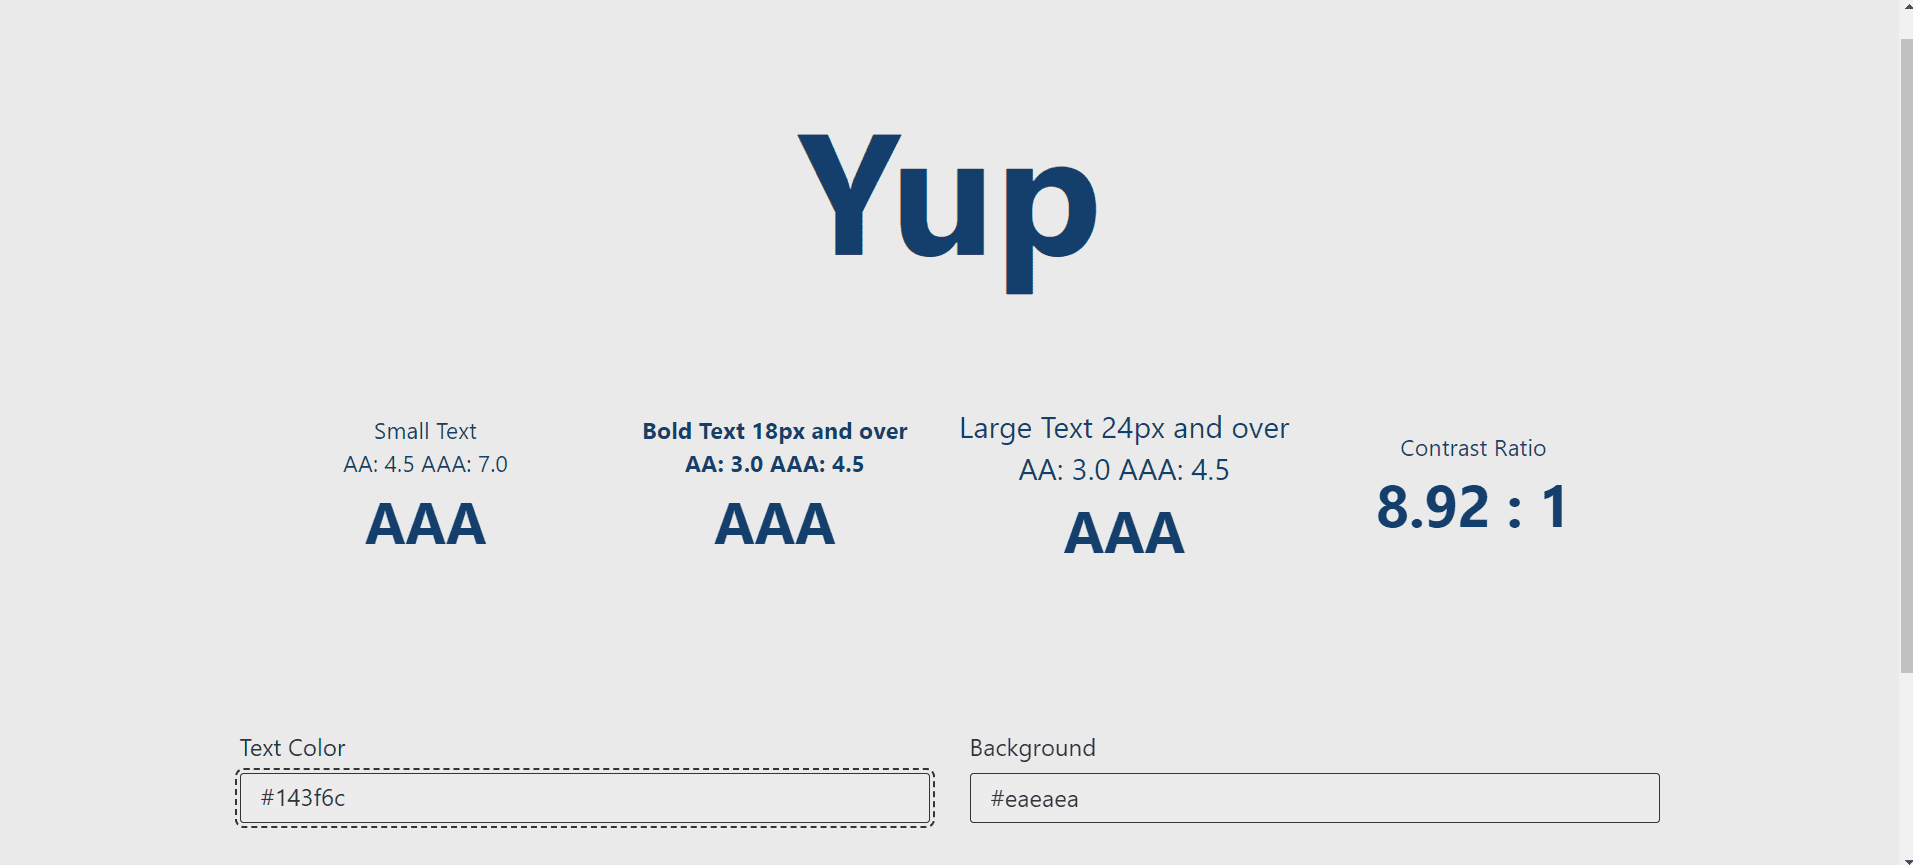 Yup
Small Text
AA: 4.5 AAA: 7.0
AAA
Bold Text 18px and over
AA: 3.0 AAA: 4.5
AAA
Large Text 24px and over
AA: 3.0 AAA: 4.5
AAA
Contrast Ratio
8.92 : 1
Text Color
#143f6c
Background
#eaeaea